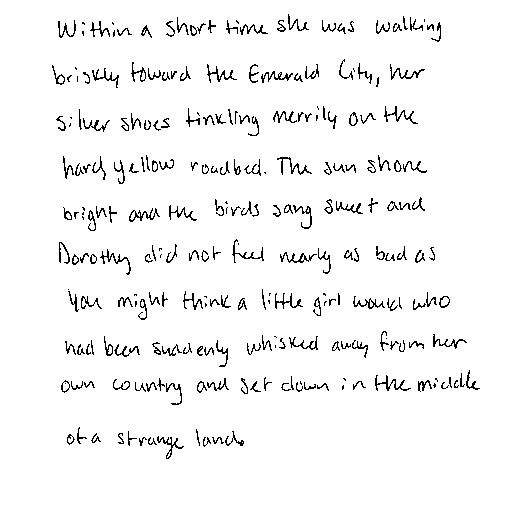 Within a short time she was walking
briskly toward the Emerald City, her
silver shoes tinkling merrily on the
hard, yellow roadbed. The sun shone
bright and the birds sang sweet and
Dorothy did not feel nearly as bad as
you might think a little girl would who
had been suddenly whisked away from her
own country and set down in the middle
of a strange land.